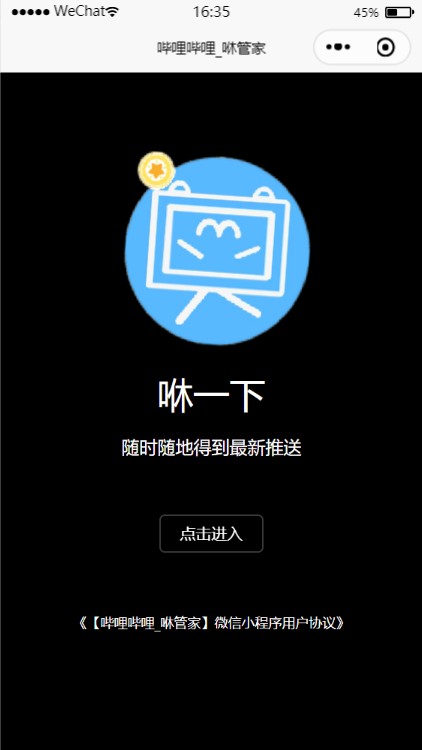 WeChat 16:35 45%
哔哩哔哩_咻管家
咻一下
随时随地得到最新推送
点击进入
《【哔哩哔哩_咻管家】微信小程序用户协议》